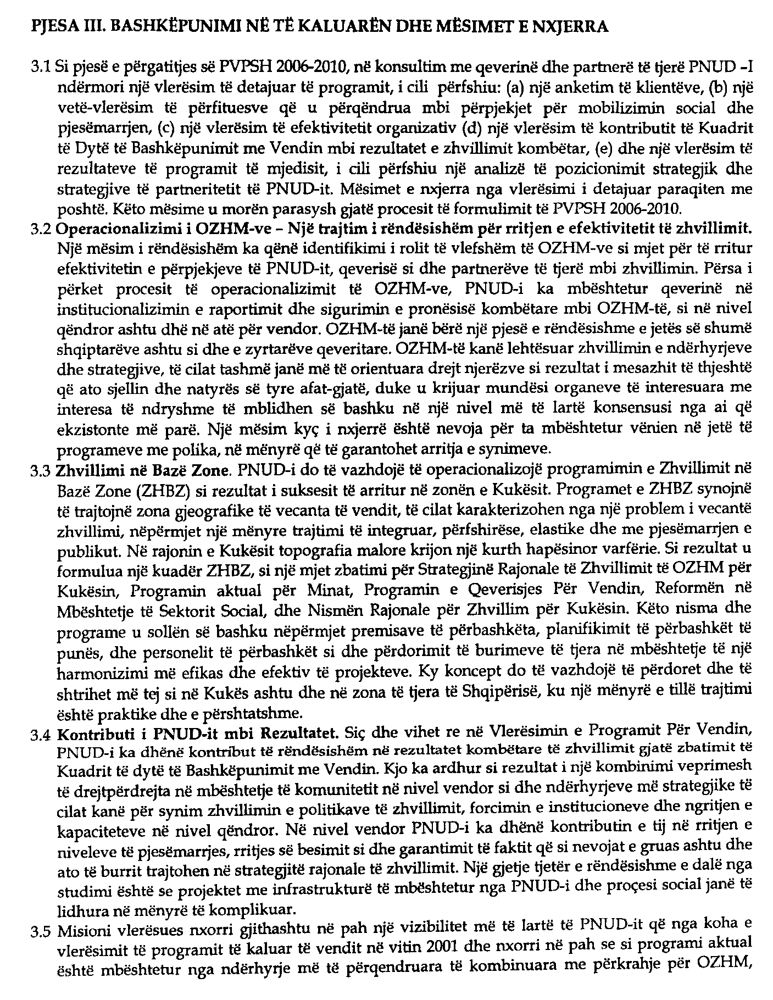 PJESA III. BASHKËPUNIMI NË TË KALUARËN DHE MËSIMET E NXJERRA
3.1 Si pjesë e përgatitjes së PVPSH 2006-2010, në konsultim me qeverinë dhe partnerë të tjerë PNUD –I
ndërmori një vlerësim të detajuar të programit, i cili përfshiu: (a) një anketim të klientëve, (b) një
vetë-vlerësim të përfituesve që u përqëndrua mbi përpjekjet për mobilizimin social dhe
pjesëmarrjen, (c) një vlerësim të efektivitetit organizativ (d) një vlerësim të kontributit të Kuadrit
të Dytë të Bashkëpunimit me Vendin mbi rezultatet e zhvillimit kombëtar, (e) dhe një vlerësim të
rezultateve të programit të mjedisit, i cili përfshiu një analizë të pozicionimit strategjik dhe
strategjive të partneritetit të PNUD-it. Mësimet e nxjerra nga vlerësimi i detajuar paraqiten me
poshtë. Këto mësime u morën parasysh gjatë procesit të formulimit të PVPSH 2006-2010.
3.2 Operacionalizimi i OZHM-ve – Një trajtim i rëndësishëm për rritjen e efektivitetit të zhvillimit.
Një mësim i rëndësishëm ka qënë identifikimi i rolit të vlefshëm të OZHM-ve si mjet për të rritur
efektivitetin e përpjekjeve të PNUD-it, qeverisë si dhe partnerëve të tjerë mbi zhvillimin. Përsa i
përket procesit të operacionalizimit të OZHM-ve, PNUD-i ka mbështetur qeverinë në
institucionalizimin e raportimit dhe sigurimin e pronësisë kombëtare mbi OZHM-të, si në nivel
qëndror ashtu dhë në atë për vendor. OZHM-të janë bërë një pjesë e rëndësishme e jetës së shumë
shqiptarëve ashtu si dhe e zyrtarëve qeveritare. OZHM-të kanë lehtësuar zhvillimin e ndërhyrjeve
dhe strategjive, të cilat tashmë janë më të orientuara drejt njerëzve si rezultat i mesazhit të thjeshtë
që ato sjellin dhe natyrës së tyre afat-gjatë, duke u krijuar mundësi organeve të interesuara me
interesa të ndryshme të mblidhen së bashku në një nivel më të lartë konsensusi nga ai që
ekzistonte më parë. Një mësim kyç i nxjerrë është nevoja për ta mbështetur vënien në jetë të
programeve me polika, në mënyrë që të garantohet arritja e synimeve.
3.3 Zhvillimi në Bazë Zone. PNUD-i do të vazhdojë të operacionalizojë programimin e Zhvillimit në
Bazë Zone (ZHBZ) si rezultat i suksesit të arritur në zonën e Kukësit. Programet e ZHBZ synojnë
të trajtojnë zona gjeografike të vecanta të vendit, të cilat karakterizohen nga një problem i vecantë
zhvillimi, nëpërmjet një mënyre trajtimi të integruar, përfshirëse, elastike dhe me pjesëmarrjen e
publikut. Në rajonin e Kukësit topografia malore krijon një kurth hapësinor varfërie. Si rezultat u
formulua një kuadër ZHBZ, si një mjet zbatimi për Strategjinë Rajonale të Zhvillimit të OZHM për
Kukësin, Programin aktual për Minat, Programin e Qeverisjes Për Vendin, Reformën në
Mbështetje të Sektorit Social, dhe Nismën Rajonale për Zhvillim për Kukësin. Këto nisma dhe
programe u sollën së bashku nëpërmjet premisave të përbashkëta, planifikimit të përbashkët të
punës, dhe personelit të përbashkët si dhe përdorimit të burimeve të tjera në mbështetje të një
harmonizimi më efikas dhe efektiv të projekteve. Ky koncept do të vazhdojë të përdoret dhe të
shtrihet më tej si në Kukës ashtu dhe në zona të tjera të Shqipërisë, ku një mënyrë e tillë trajtimi
është praktike dhe e përshtatshme.
3.4 Kontributi i PNUD-it mbi Rezultatet. Siç dhe vihet re në Vlerësimin e Programit Për Vendin,
PNUD-i ka dhënë kontribut të rëndësishëm në rezultatet kombëtare të zhvillimit gjatë zbatimit të
Kuadrit të dytë të Bashkëpunimit me Vendin. Kjo ka ardhur si rezultat i një kombinimi veprimesh
të drejtpërdrejta në mbështetje të komunitetit në nivel vendor si dhe ndërhyrjeve më strategjike të
cilat kanë për synim zhvillimin e politikave të zhvillimit, forcimin e institucioneve dhe ngritjen e
kapaciteteve në nivel qëndror. Në nivel vendor PNUD-i ka dhënë kontributin e tij në rritjen e
niveleve të pjesëmarrjes, rritjes së besimit si dhe garantimit të faktit që si nevojat e gruas ashtu dhe
ato të burrit trajtohen në strategjitë rajonale të zhvillimit. Një gjetje tjetër e rëndësishme e dalë nga
studimi është se projektet me infrastrukturë të mbështetur nga PNUD-i dhe proçesi social janë të
lidhura në mënyrë të komplikuar.
3.5 Misioni vlerësues nxorri gjithashtu në pah një vizibilitet më të lartë të PNUD-it që nga koha e
vlerësimit të programit të kaluar të vendit në vitin 2001 dhe nxorri në pah se si programi aktual
është mbështetur nga ndërhyrje më të përqendruara të kombinuara me përkrahje për OZHM,